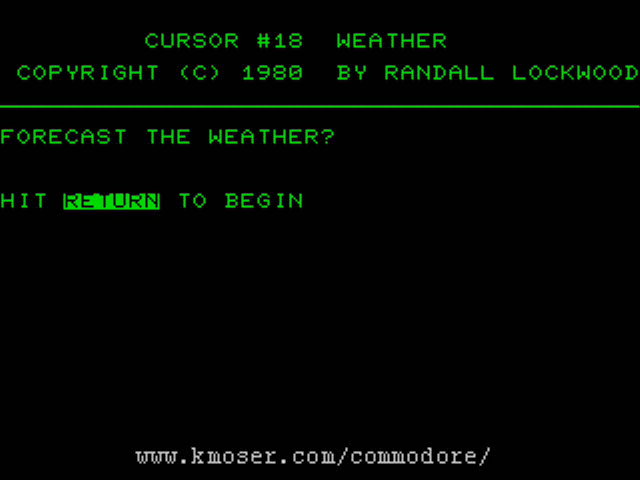 CURSOR #18 WEATHER
COPYRIGHT (C) 1980 BY RANDALL LOCKWOOD
FORECAST THE WEATHER?
HIT RETURN TO BEGIN
www.kmoser.com/commodore/